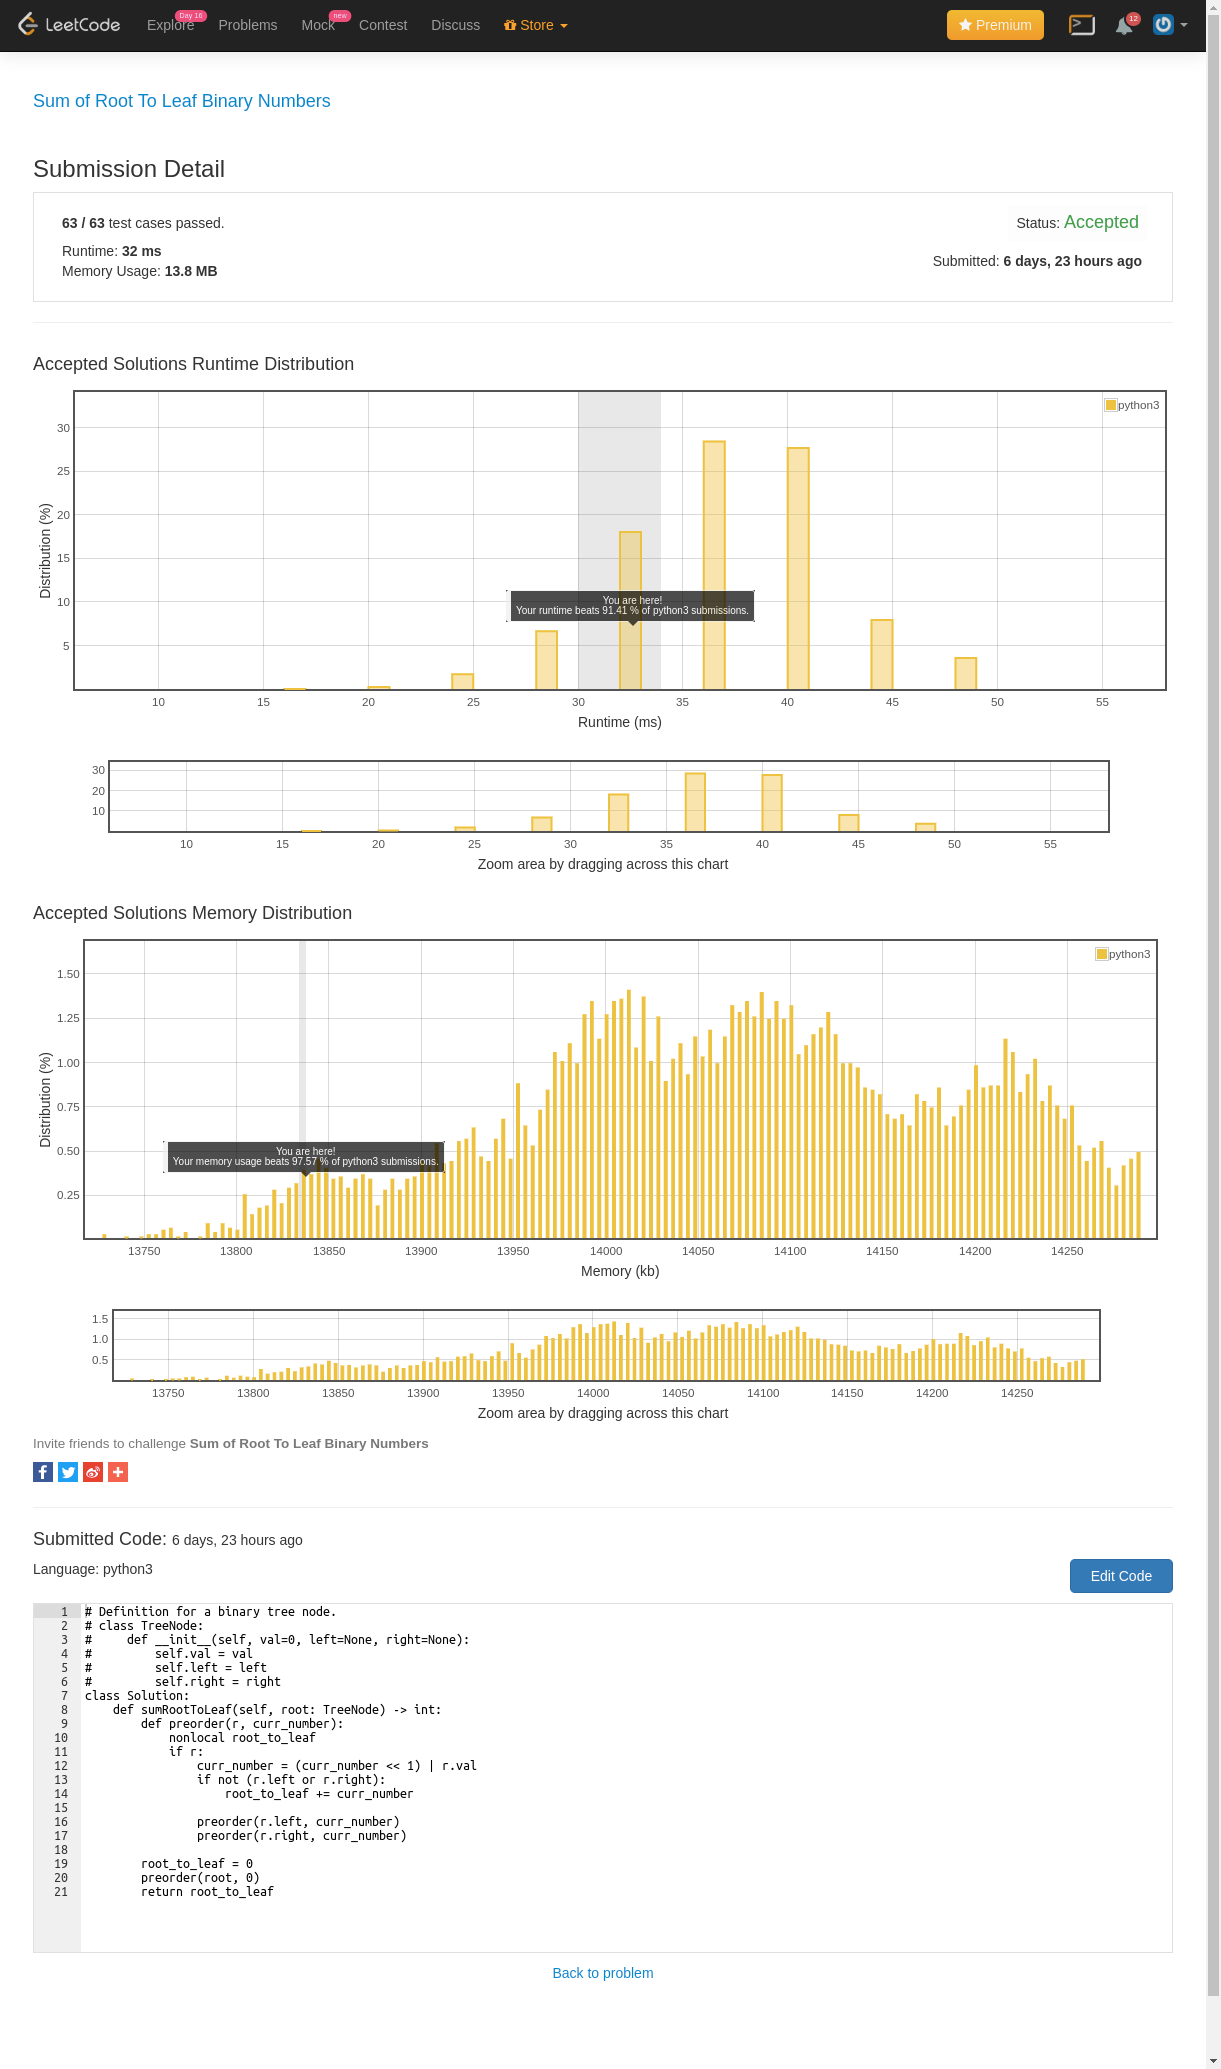 LeetCode Explore Day 16 Problems Mock new Contest Discuss Store Premium 12
Sum of Root To Leaf Binary Numbers
Submission Detail
63 / 63 test cases passed.
Status: Accepted
Runtime: 32 ms
Submitted: 6 days, 23 hours ago
Memory Usage: 13.8 MB
Accepted Solutions Runtime Distribution
python3
30
25
20
15
10
5
Distribution (%)
You are here!
Your runtime beats 91.41 % of python3 submissions.
10 15 20 25 30 35 40 45 50 55
Runtime (ms)
30
20
10
10 15 20 25 30 35 40 45 50 55
Zoom area by dragging across this chart
Accepted Solutions Memory Distribution
python3
1.50
1.25
1.00
0.75
0.50
0.25
Distribution (%)
You are here!
Your memory usage beats 97.57 % of python3 submissions.
13750 13800 13850 13900 13950 14000 14050 14100 14150 14200 14250
Memory (kb)
1.5
1.0
0.5
13750 13800 13850 13900 13950 14000 14050 14100 14150 14200 14250
Zoom area by dragging across this chart
Invite friends to challenge Sum of Root To Leaf Binary Numbers
Submitted Code: 6 days, 23 hours ago
Language: python3
Edit Code
1 # Definition for a binary tree node.
2 # class TreeNode:
3 #     def __init__(self, val=0, left=None, right=None):
4 #         self.val = val
5 #         self.left = left
6 #         self.right = right
7 class Solution:
8     def sumRootToLeaf(self, root: TreeNode) -> int:
9         def preorder(r, curr_number):
10             nonlocal root_to_leaf
11             if r:
12                 curr_number = (curr_number << 1) | r.val
13                 if not (r.left or r.right):
14                     root_to_leaf += curr_number
15
16                 preorder(r.left, curr_number)
17                 preorder(r.right, curr_number)
18
19         root_to_leaf = 0
20         preorder(root, 0)
21         return root_to_leaf
Back to problem